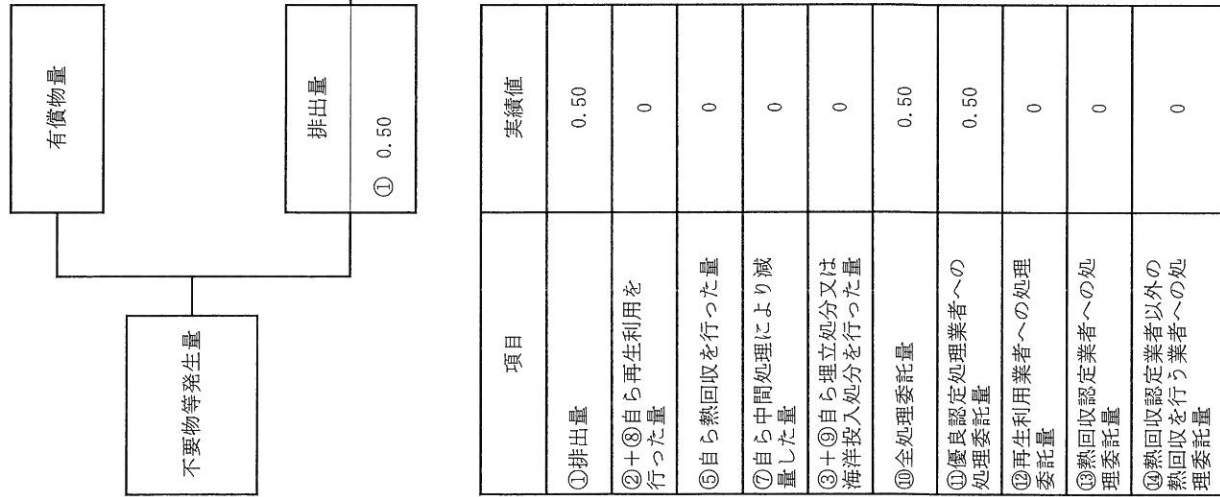 不要物等発生量
有償物量
排出量
① 0.50
項目
実績値
①排出量
0.50
②+⑧自ら再生利用を
行った量
0
⑤自ら熱回収を行った量
0
⑦自ら中間処理により減
量した量
0
③+⑨自ら埋立処分又は
海洋投入処分を行った量
0
⑩全処理委託量
0.50
⑪優良認定処理業者への
処理委託量
0.50
⑫再生利用業者への処理
委託量
0
⑬熱回収認定業者への処
理委託量
0
⑭熱回収認定業者以外の
熱回収を行う業者への処
理委託量
0